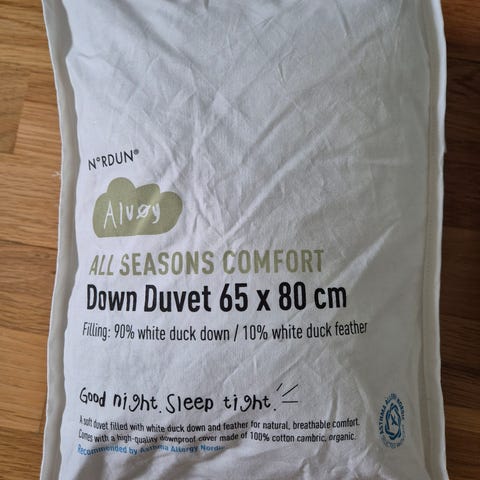 N°RDUN®
Alvøy
ALL SEASONS COMFORT
Down Duvet 65 x 80 cm
Filling: 90% white duck down / 10% white duck feather
Good night. Sleep tight.
A soft duvet filled with white duck down and feather for natural, breathable comfort.
Comes with a high-quality downproof cover made of 100% cotton cambric, organic.
Recommended by Asthma Allergy Nordic